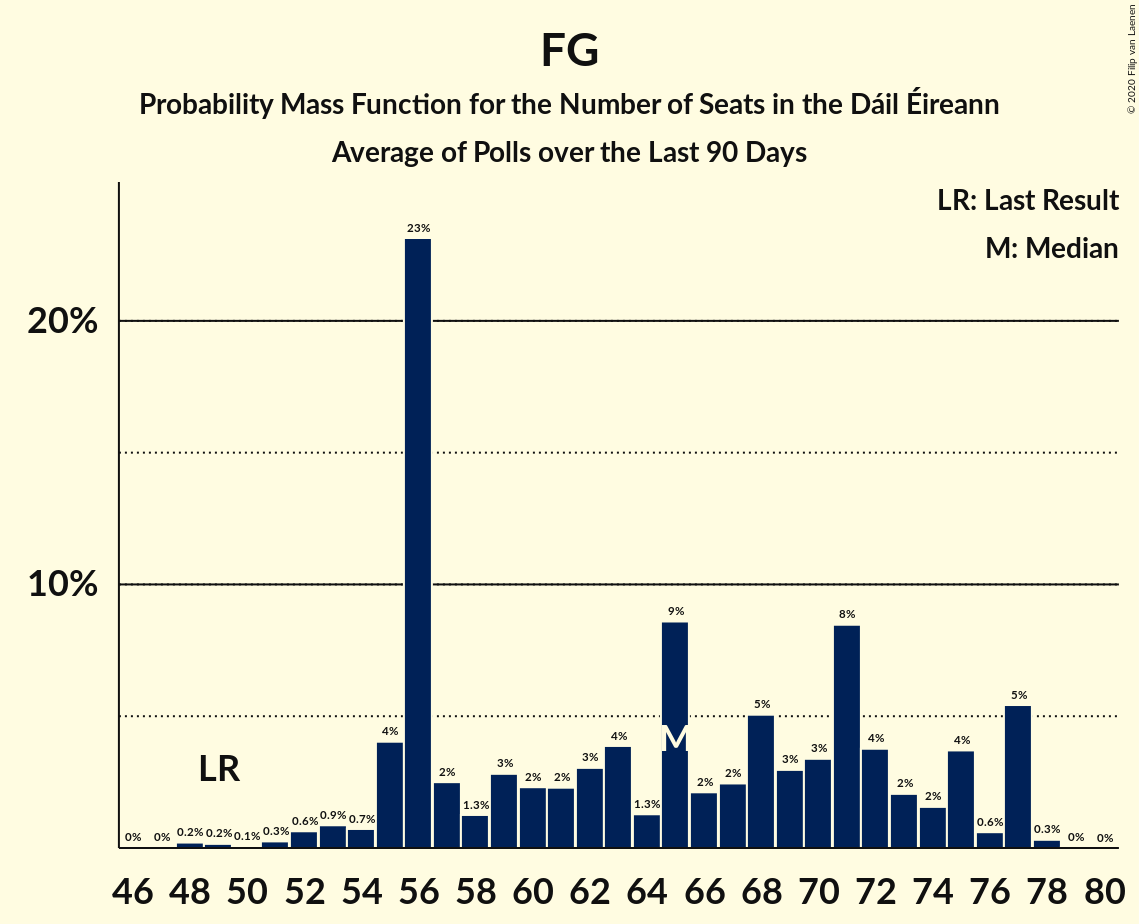 FG
Probability Mass Function for the Number of Seats in the Dáil Éireann
Average of Polls over the Last 90 Days
© 2020 Filip van Laenen
LR: Last Result
M: Median
20%
10%
0% 0% 0.2% 0.2% 0.1% 0.3% 0.6% 0.9% 0.7% 4% 23% 2% 1.3% 3% 2% 2% 3% 4% 1.3% 9% 2% 2% 5% 3% 3% 8% 4% 2% 2% 4% 0.6% 5% 0.3% 0% 0%
LR
M
46 48 50 52 54 56 58 60 62 64 66 68 70 72 74 76 78 80